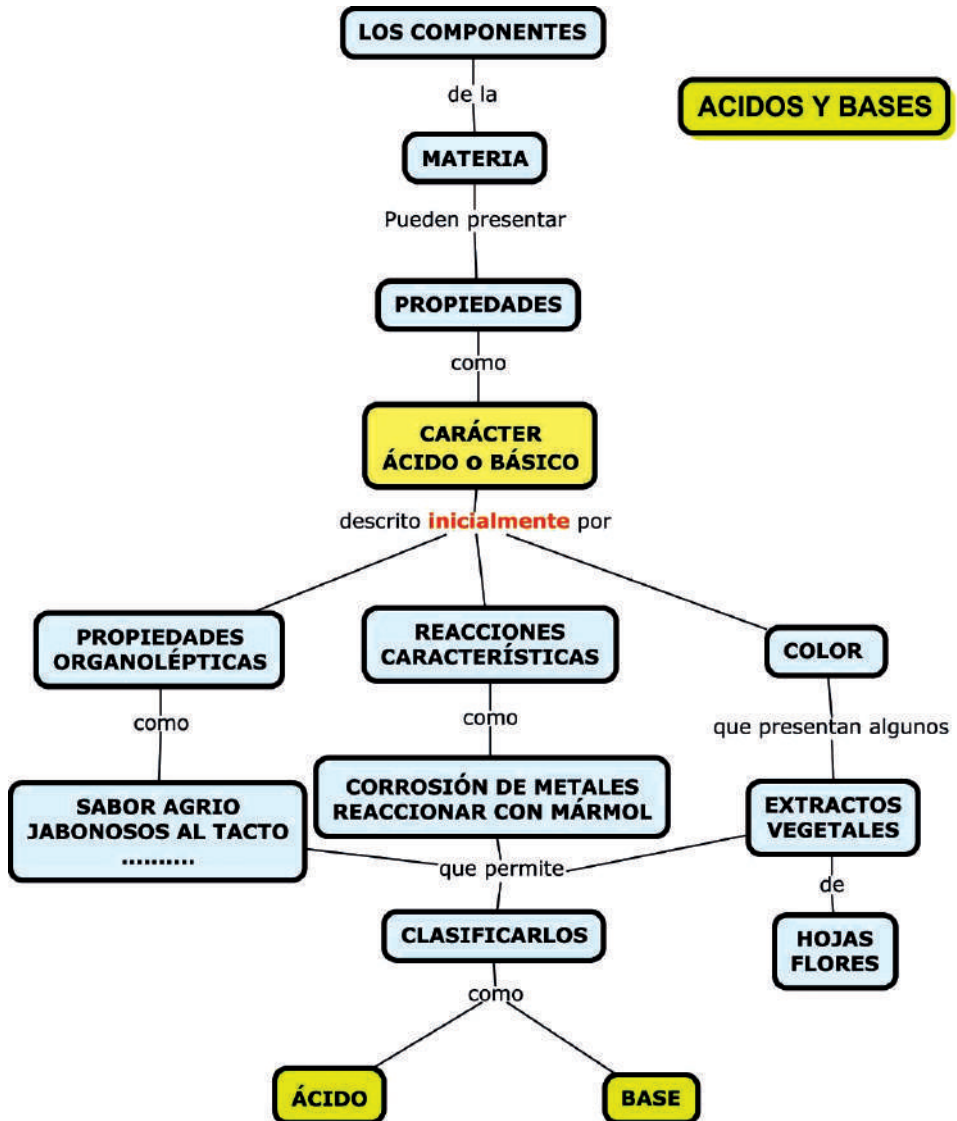 LOS COMPONENTES
de la
ACIDOS Y BASES
MATERIA
Pueden presentar
PROPIEDADES
como
CARÁCTER
ÁCIDO o BÁSICO
descrito inicialmente por
PROPIEDADES
ORGANOLÉPTICAS
REACCIONES
CARACTERÍSTICAS
COLOR
como
como
que presentan algunos
SABOR AGRIO
JABONOSOS AL TACTO
..........
CORROSIÓN DE METALES
REACCIONAR CON MÁRMOL
EXTRACTOS
VEGETALES
que permite
de
CLASIFICARLOS
HOJAS
FLORES
como
ÁCIDO
BASE